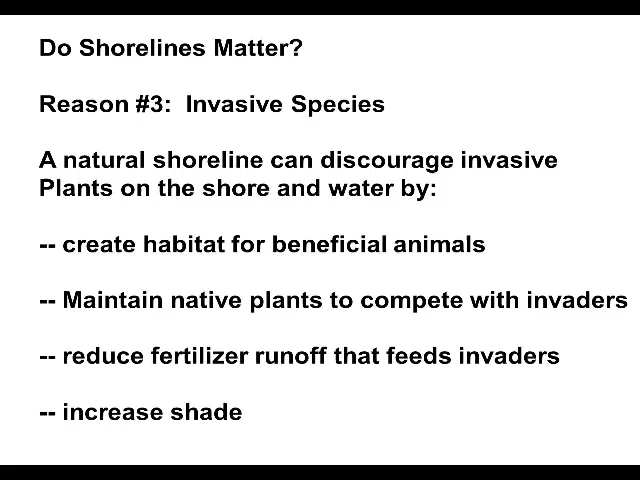 Do Shorelines Matter?
Reason #3:  Invasive Species
A natural shoreline can discourage invasive
Plants on the shore and water by:
-- create habitat for beneficial animals
-- Maintain native plants to compete with invaders
-- reduce fertilizer runoff that feeds invaders
-- increase shade